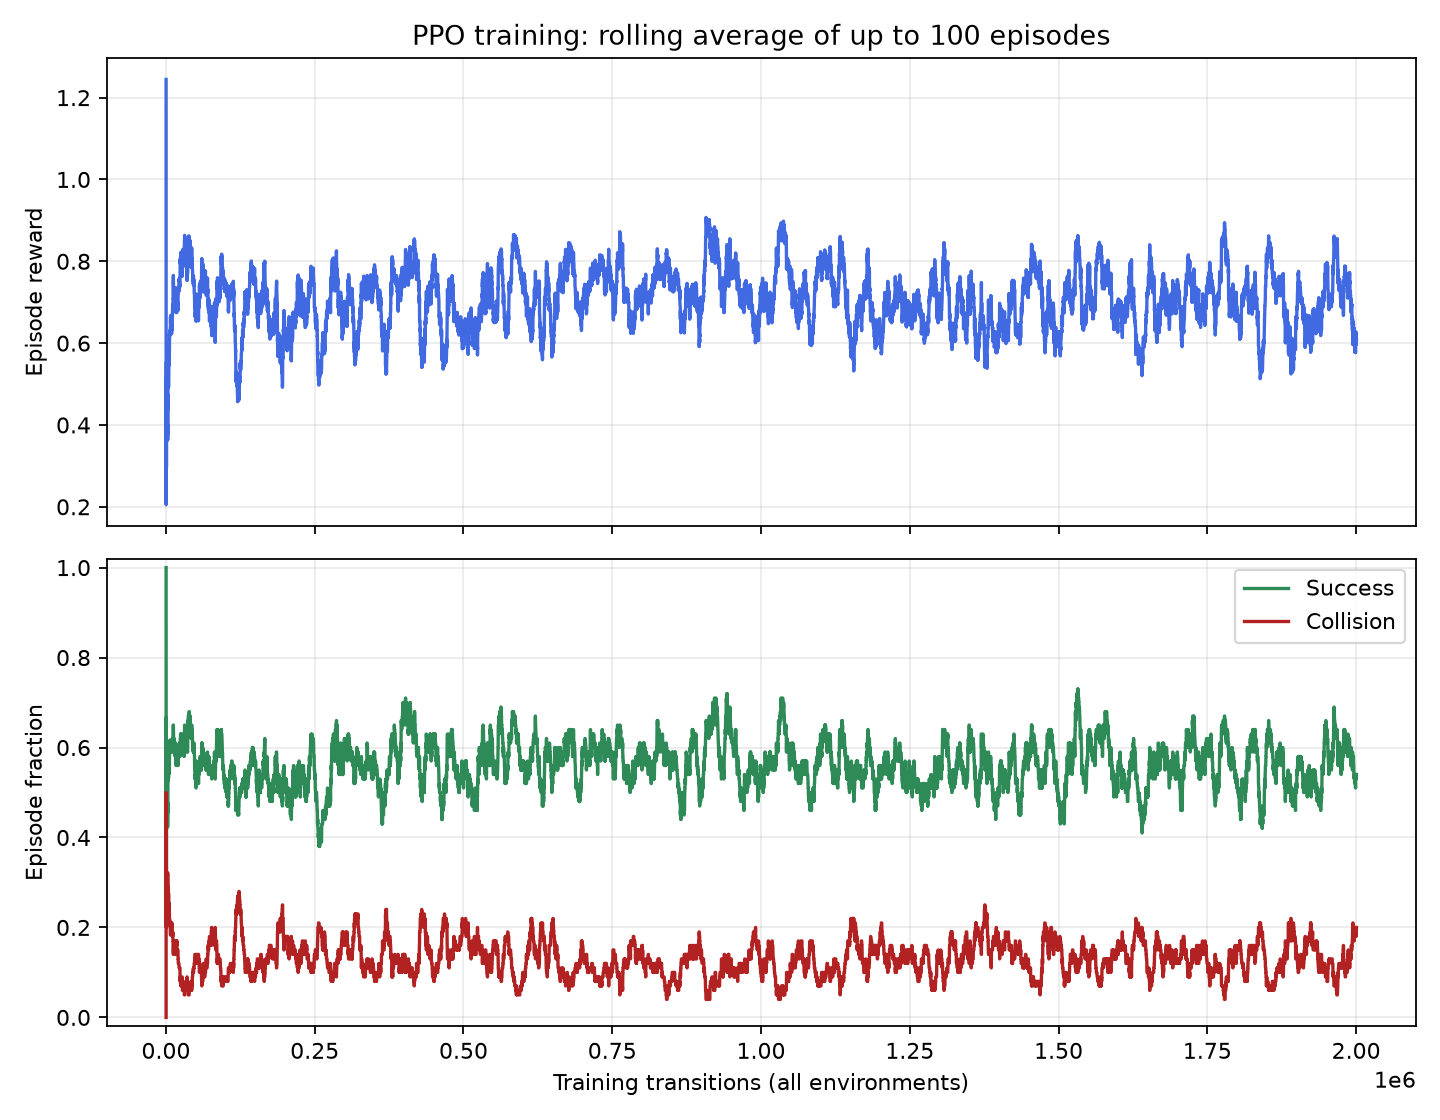 PPO training: rolling average of up to 100 episodes
1.2
1.0
0.8
0.6
0.4
0.2
Episode reward
1.0
0.8
0.6
0.4
0.2
0.0
Episode fraction
Success
Collision
0.00 0.25 0.50 0.75 1.00 1.25 1.50 1.75 2.00
1e6
Training transitions (all environments)